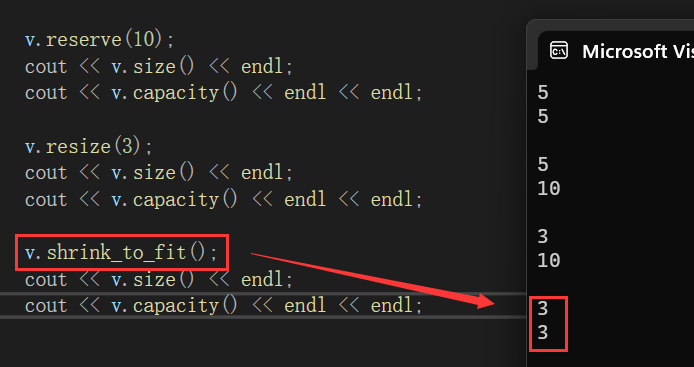 v.reserve(10);
cout << v.size() << endl;
cout << v.capacity() << endl << endl;
v.resize(3);
cout << v.size() << endl;
cout << v.capacity() << endl << endl;
v.shrink_to_fit();
cout << v.size() << endl;
cout << v.capacity() << endl << endl;
Microsoft Vis
5
5
5
10
3
10
3
3